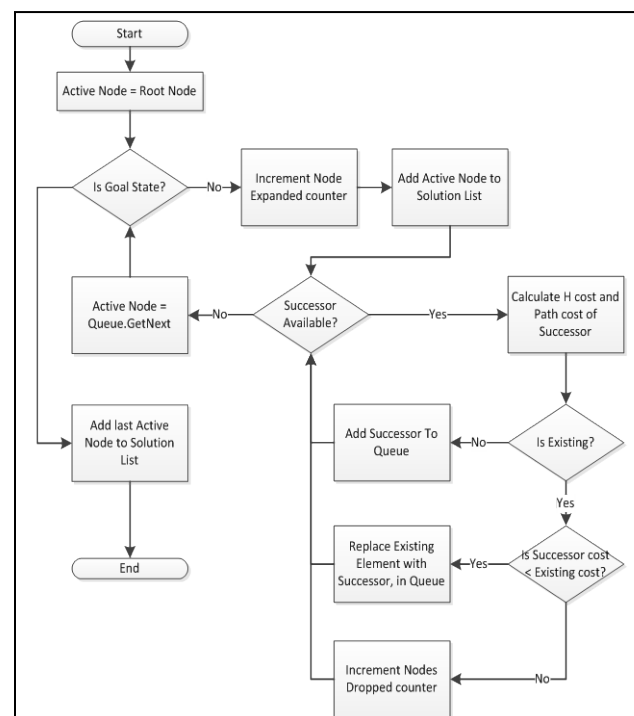 Start
Active Node = Root Node
Is Goal State?
No
Increment Node
Expanded counter
Add Active Node to
Solution List
Active Node =
Queue.GetNext
No
Successor
Available?
Yes
Calculate H cost and
Path cost of
Successor
Add last Active
Node to Solution
List
Add Successor To
Queue
No
Is Existing?
Yes
End
Replace Existing
Element with
Successor, in Queue
Yes
Is Successor cost
< Existing cost?
Increment Nodes
Dropped counter
No